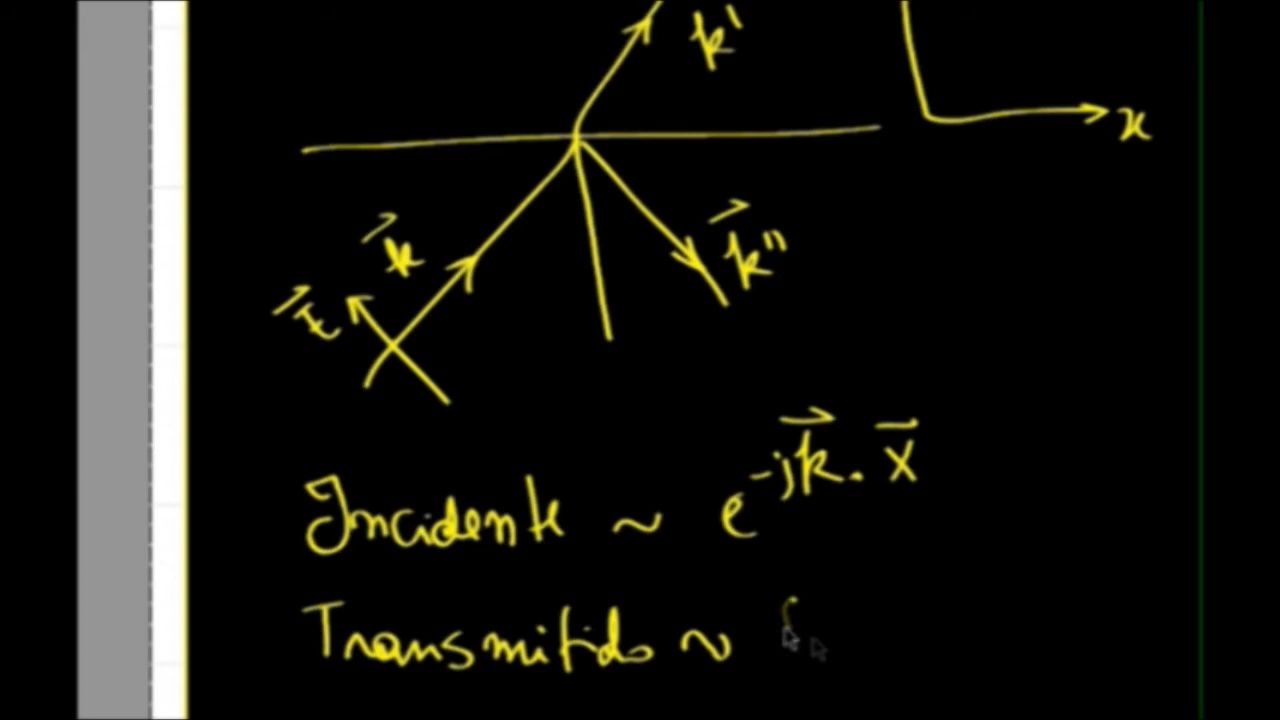 k'
x
k⃗
k⃗''
E⃗
Incidente ~ e^{-jk⃗·x̄}
Transmitido ~